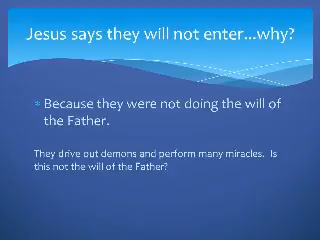 Jesus says they will not enter...why?
* Because they were not doing the will of
the Father.
They drive out demons and perform many miracles. Is
this not the will of the Father?